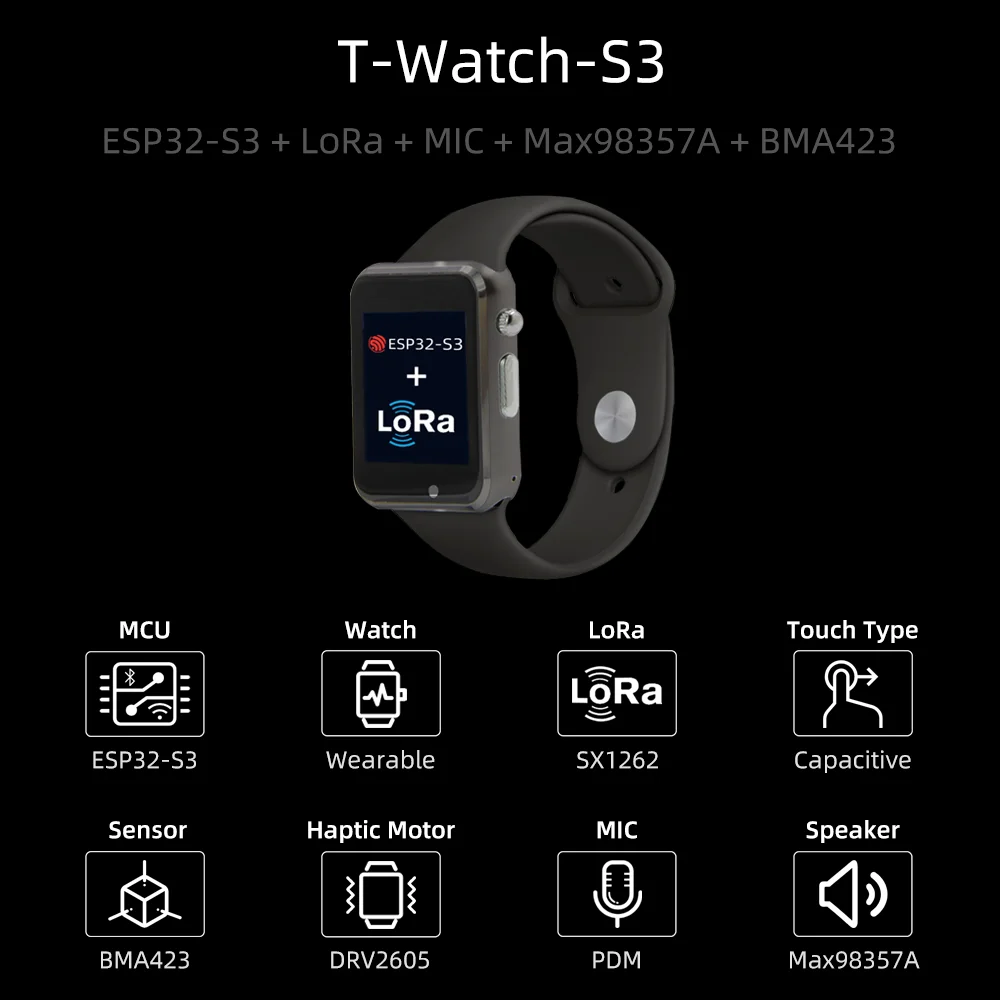 T-Watch-S3
ESP32-S3 + LoRa + MIC + Max98357A + BMA423
ESP32-S3
+
LoRa
MCU Watch LoRa Touch Type
LoRa
ESP32-S3 Wearable SX1262 Capacitive
Sensor Haptic Motor MIC Speaker
BMA423 DRV2605 PDM Max98357A